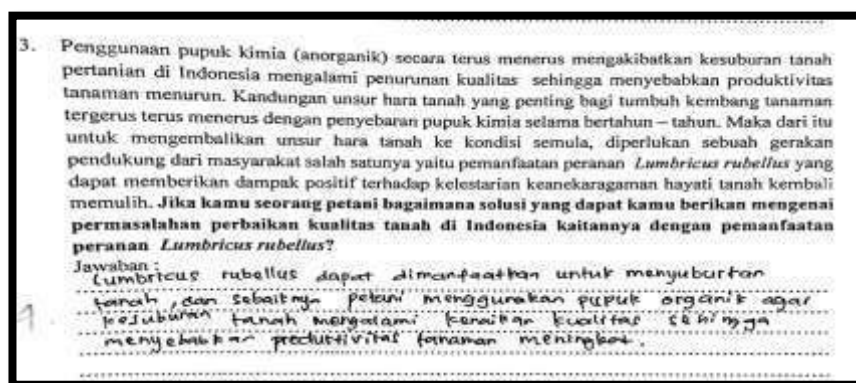 3. Penggunaan pupuk kimia (anorganik) secara terus menerus mengakibatkan kesuburan tanah
pertanian di Indonesia mengalami penurunan kualitas sehingga menyebabkan produktivitas
tanaman menurun. Kandungan unsur hara tanah yang penting bagi tumbuh kembang tanaman
tergerus terus menerus dengan penyebaran pupuk kimia selama bertahun – tahun. Maka dari itu
untuk mengembalikan unsur hara tanah ke kondisi semula, diperlukan sebuah gerakan
pendukung dari masyarakat salah satunya yaitu pemanfaatan peranan Lumbricus rubellus yang
dapat memberikan dampak positif terhadap kelestarian keanekaragaman hayati tanah kembali
memulih. Jika kamu seorang petani bagaimana solusi yang dapat kamu berikan mengenai
permasalahan perbaikan kualitas tanah di Indonesia kaitannya dengan pemanfaatan
peranan Lumbricus rubellus?
Jawaban :
Lumbricus rubellus dapat dimanfaatkan untuk menyuburkan
tanah, dan sebaiknya petani menggunakan pupuk organik agar
kesuburan tanah mengalami kenaikan kualitas sehingga
menyebabkan productivitas tanaman meningkat.